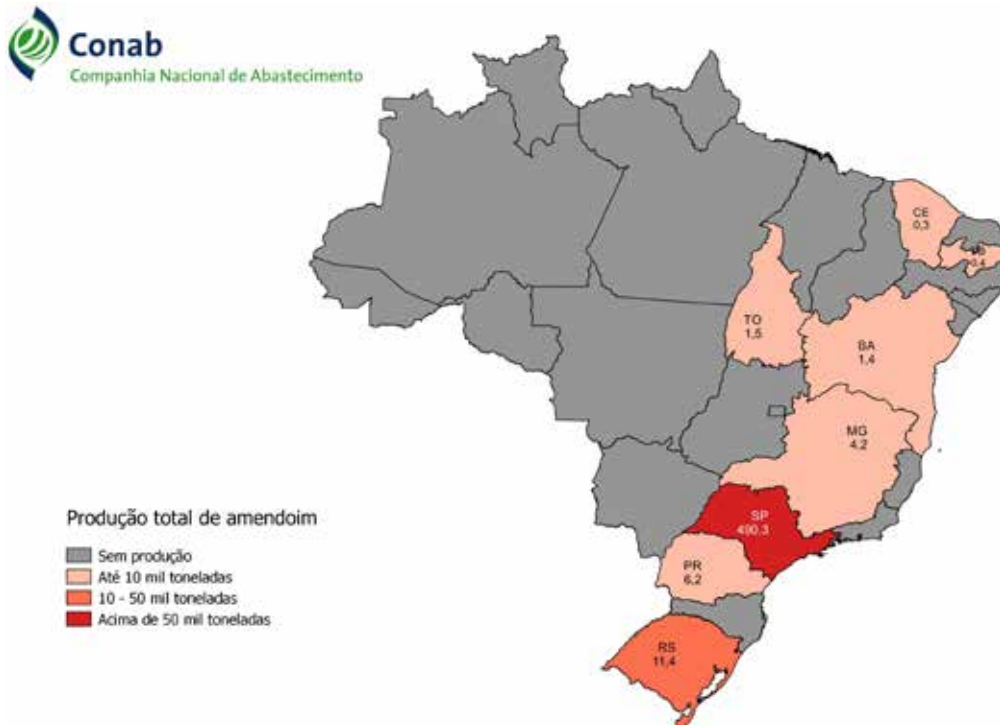 Conab
Companhia Nacional de Abastecimento
CE
0,3
0,4
TO
1,5
BA
1,4
MG
4,2
SP
490,3
PR
6,2
RS
11,4
Produção total de amendoim
Sem produção
Até 10 mil toneladas
10 - 50 mil toneladas
Acima de 50 mil toneladas